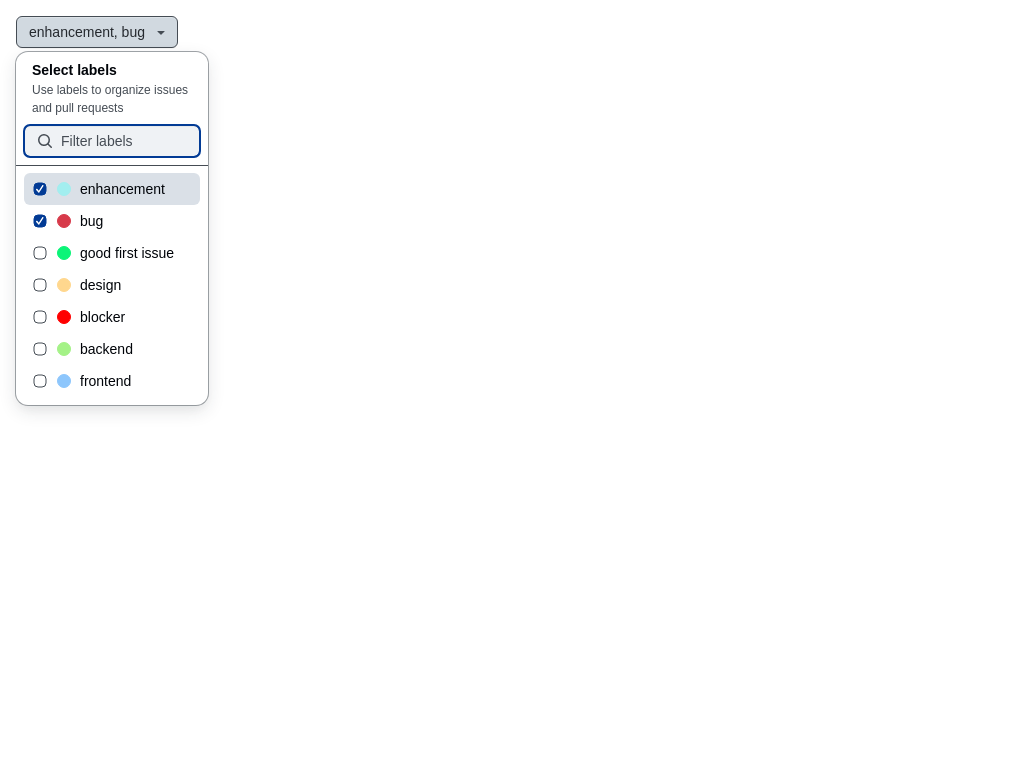 enhancement, bug
Select labels
Use labels to organize issues
and pull requests
Filter labels
enhancement
bug
good first issue
design
blocker
backend
frontend